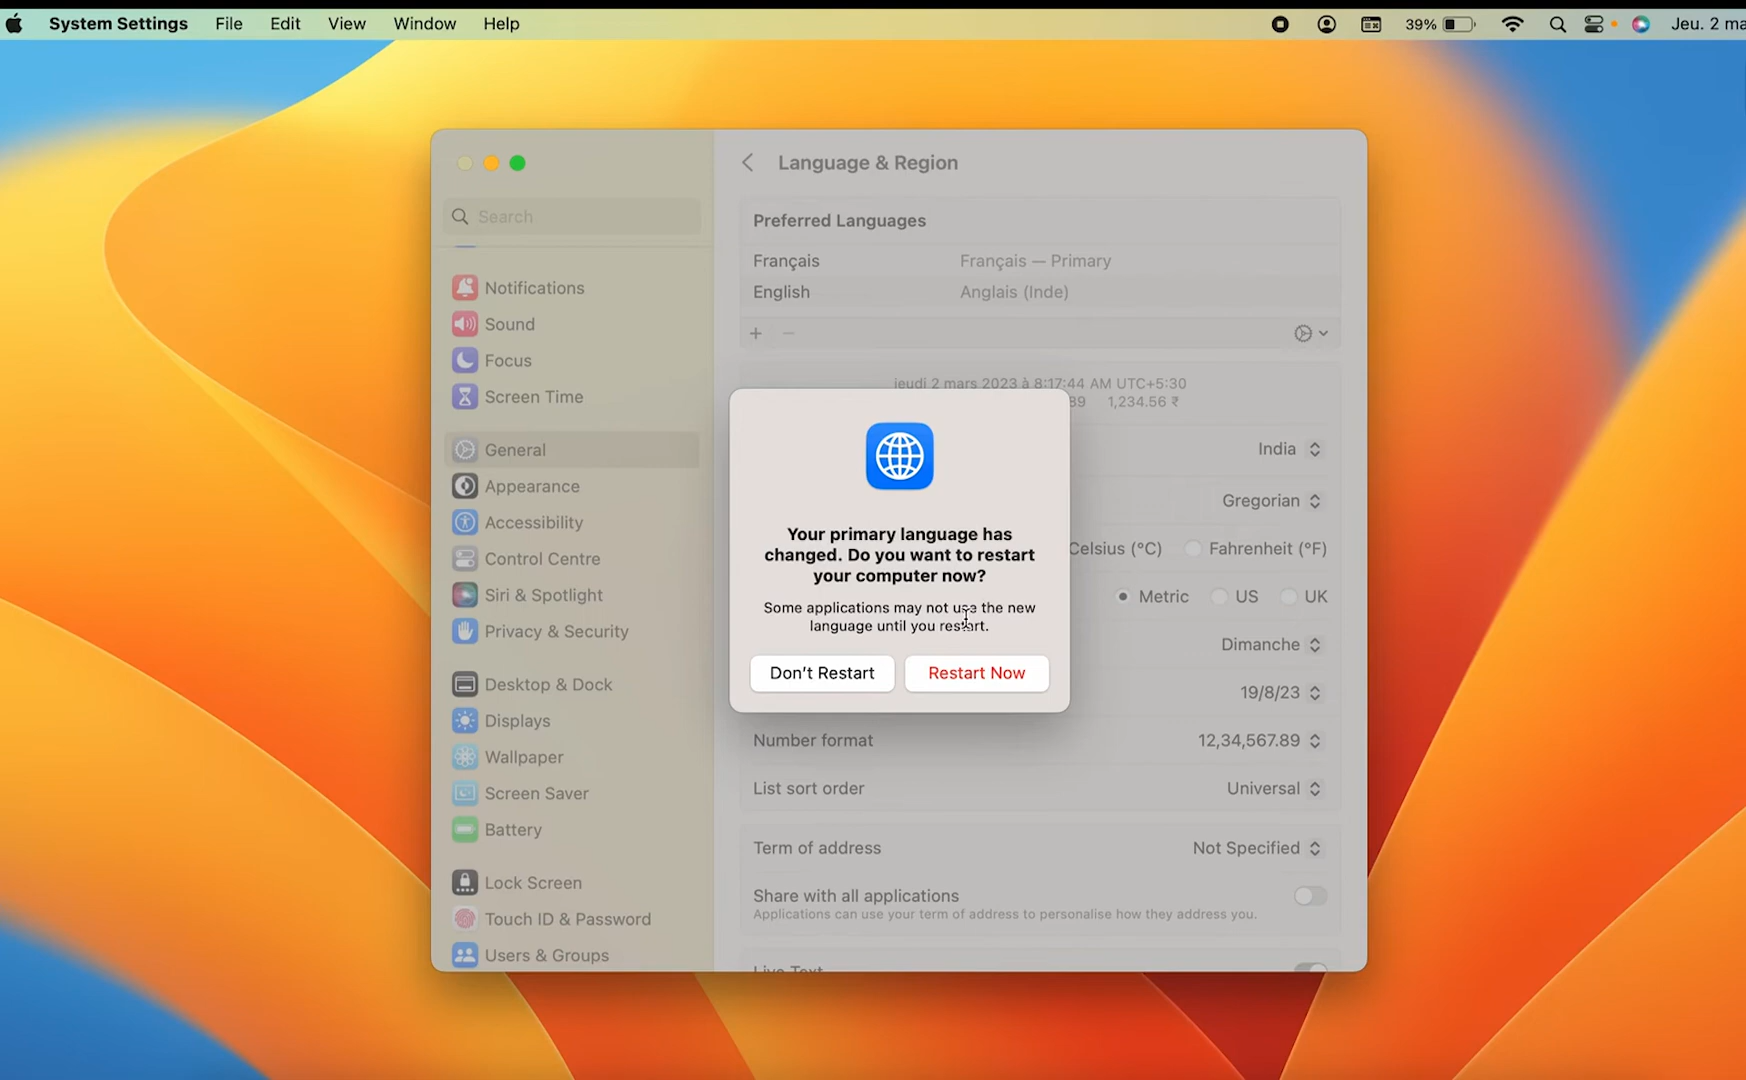 System Settings File Edit View Window Help 39% Jeu. 2 ma
Language & Region
Search
Notifications
Sound
Focus
Screen Time
General
Appearance
Accessibility
Control Centre
Siri & Spotlight
Privacy & Security
Desktop & Dock
Displays
Wallpaper
Screen Saver
Battery
Lock Screen
Touch ID & Password
Users & Groups
Preferred Languages
Français Français — Primary
English Anglais (Inde)
jeudi 2 mars 2023 à 8:17:44 AM UTC+5:30
89 1,234.56 ₹
India
Gregorian
Celsius (°C) Fahrenheit (°F)
Metric US UK
Dimanche
19/8/23
Number format 12,34,567.89
List sort order Universal
Term of address Not Specified
Share with all applications
Applications can use your term of address to personalise how they address you.
Live Text
Your primary language has
changed. Do you want to restart
your computer now?
Some applications may not use the new
language until you restart.
Don't Restart Restart Now